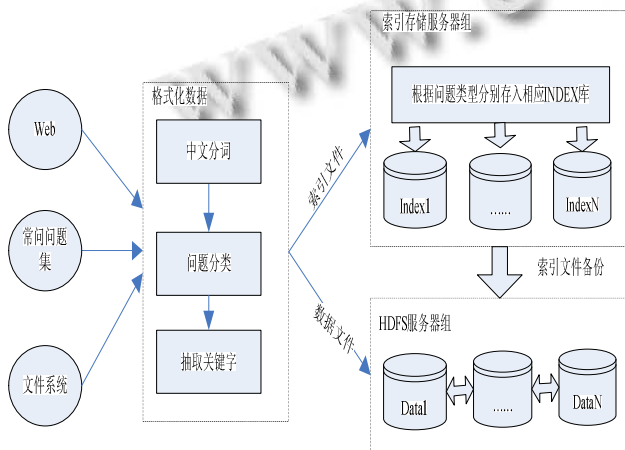 www.c
索引存储服务器组
格式化数据
根据问题类型分别存入相应INDEX库
Web
中文分词
索引文件
Index1
......
IndexN
常问问题
集
问题分类
索引文件备份
数据文件
HDFS服务器组
文件系统
抽取关键字
Data1
......
DataN